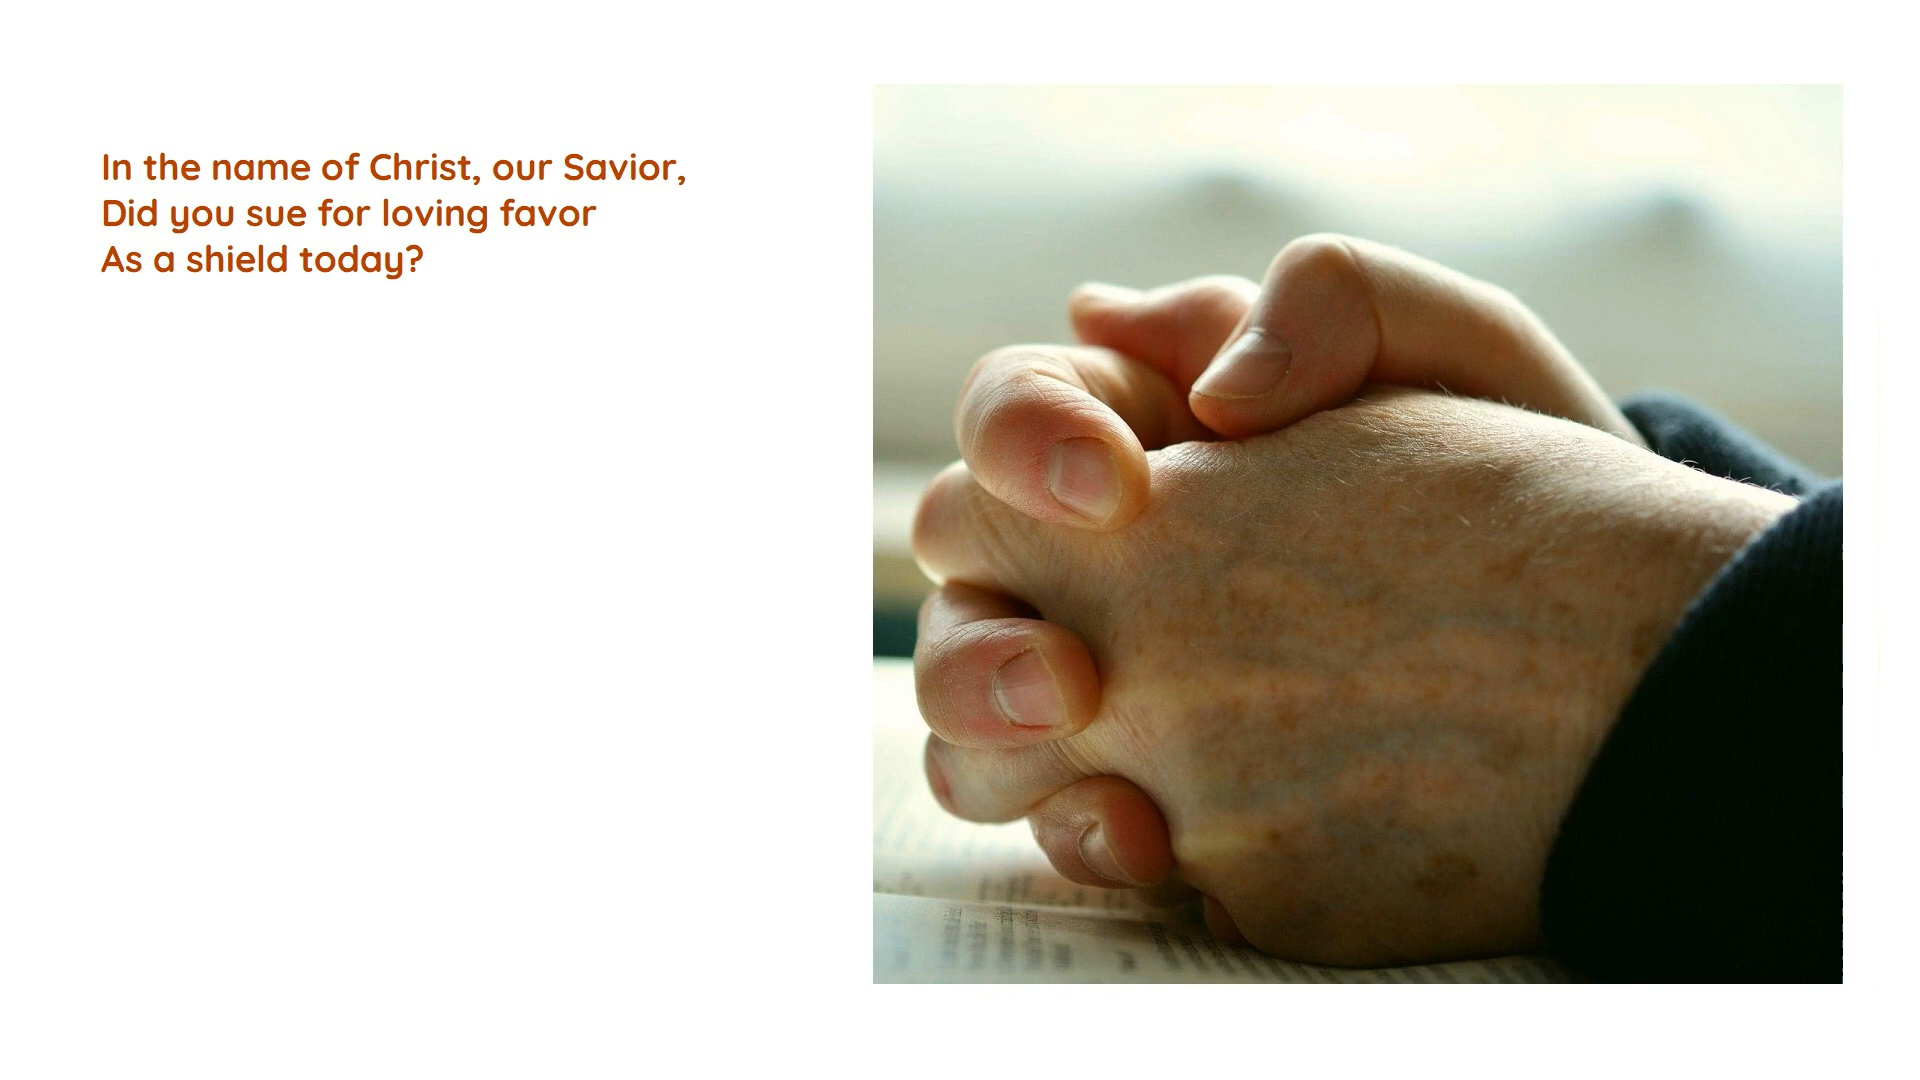 In the name of Christ, our Savior,
Did you sue for loving favor
As a shield today?